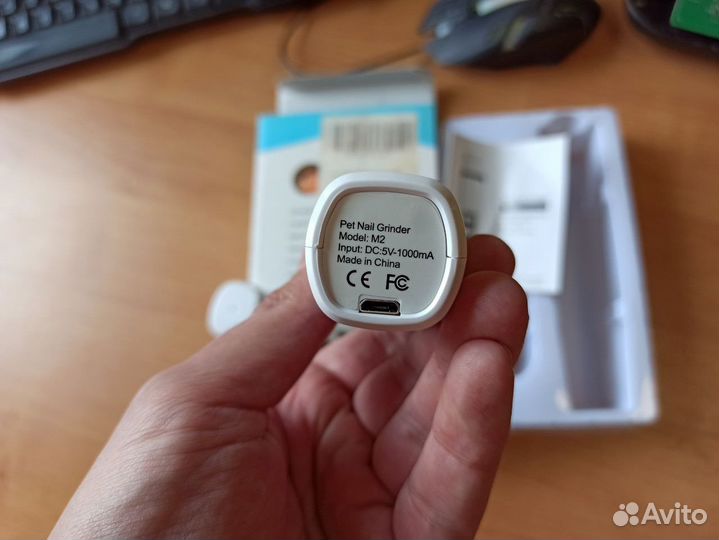 Pet Nail Grinder
Model: M2
Input: DC:5V-1000mA
Made in China
CE FC
Avito